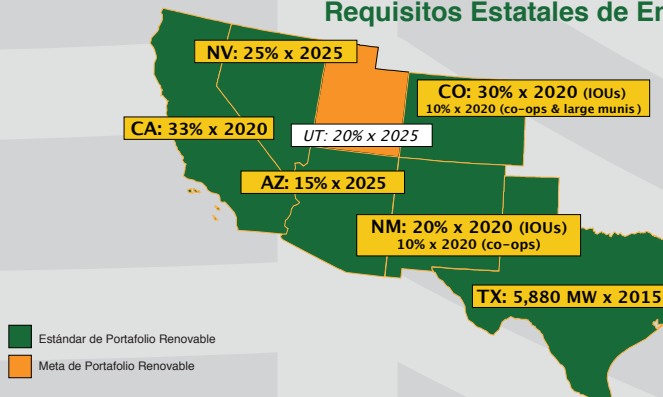 Requisitos Estatales de
NV: 25% x 2025
CO: 30% x 2020 (IOUs)
10% x 2020 (co-ops & large munis)
CA: 33% x 2020
UT: 20% x 2025
AZ: 15% x 2025
NM: 20% x 2020 (IOUs)
10% x 2020 (co-ops)
TX: 5,880 MW x 2015
Estándar de Portafolio Renovable
Meta de Portafolio Renovable